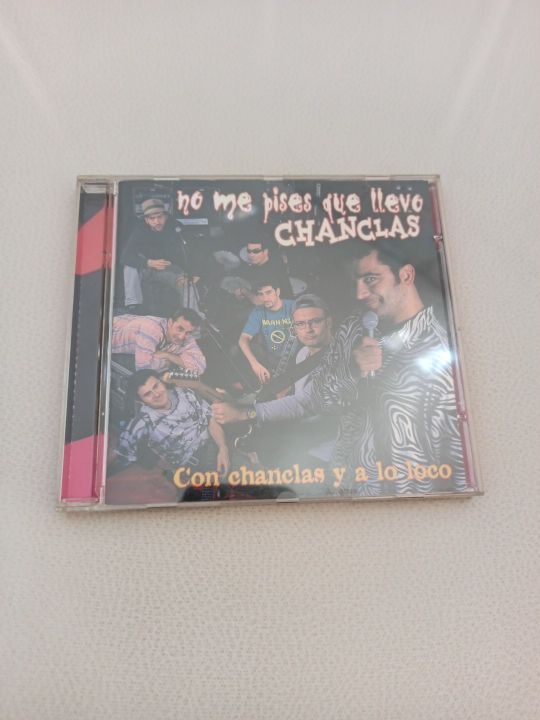 no me pises que llevo
CHANCLAS
Con chanclas y a lo loco